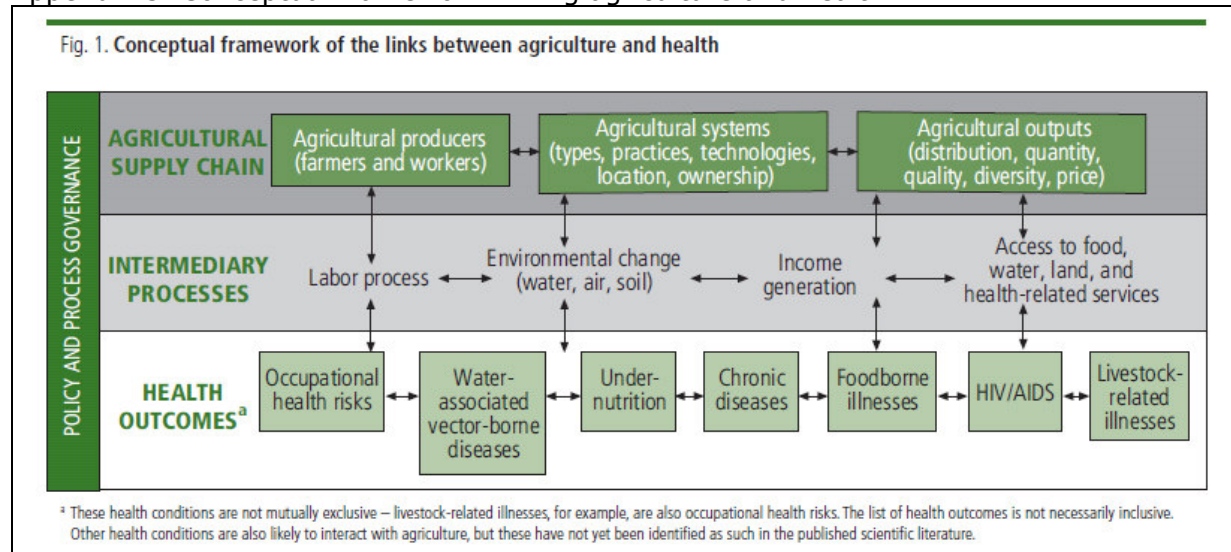 Fig. 1. Conceptual framework of the links between agriculture and health
POLICY AND PROCESS GOVERNANCE
AGRICULTURAL
SUPPLY CHAIN
Agricultural producers
(farmers and workers)
Agricultural systems
(types, practices, technologies,
location, ownership)
Agricultural outputs
(distribution, quantity,
quality, diversity, price)
INTERMEDIARY
PROCESSES
Labor process
Environmental change
(water, air, soil)
Income
generation
Access to food,
water, land, and
health-related services
HEALTH
OUTCOMESᵃ
Occupational
health risks
Water-
associated
vector-borne
diseases
Under-
nutrition
Chronic
diseases
Foodborne
illnesses
HIV/AIDS
Livestock-
related
illnesses
ᵃ These health conditions are not mutually exclusive – livestock-related illnesses, for example, are also occupational health risks. The list of health outcomes is not necessarily inclusive.
Other health conditions are also likely to interact with agriculture, but these have not yet been identified as such in the published scientific literature.